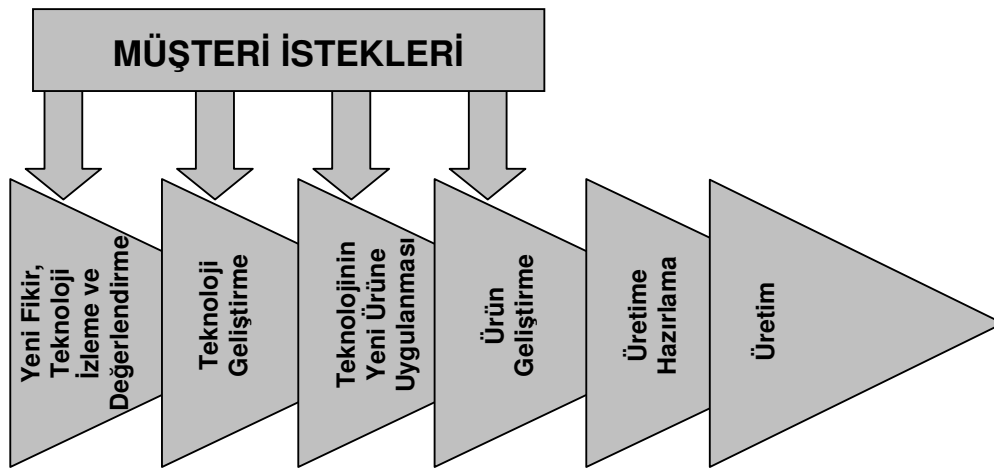 MÜŞTERİ İSTEKLERİ
Yeni Fikir,
Teknoloji
İzleme ve
Değerlendirme
Teknoloji
Geliştirme
Teknolojinin
Yeni Ürüne
Uygulanması
Ürün
Geliştirme
Üretime
Hazırlama
Üretim